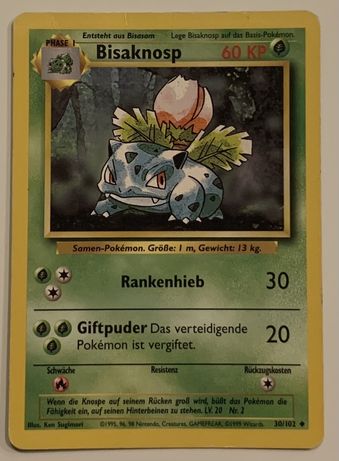 Entsteht aus Bisasam Lege Bisaknosp auf das Basis-Pokémon.
PHASE 1
Bisaknosp 60 KP
Samen-Pokémon. Größe: 1 m, Gewicht: 13 kg.
Rankenhieb 30
Giftpuder Das verteidigende
Pokémon ist vergiftet. 20
Schwäche Resistenz Rückzugskosten
Wenn die Knospe auf seinem Rücken groß wird, büßt das Pokémon die
Fähigkeit ein, auf seinen Hinterbeinen zu stehen. LV. 20 Nr. 2
Illus. Ken Sugimori ©1995, 96, 98 Nintendo, Creatures, GAMEFREAK. ©1999 Wizards. 30/102